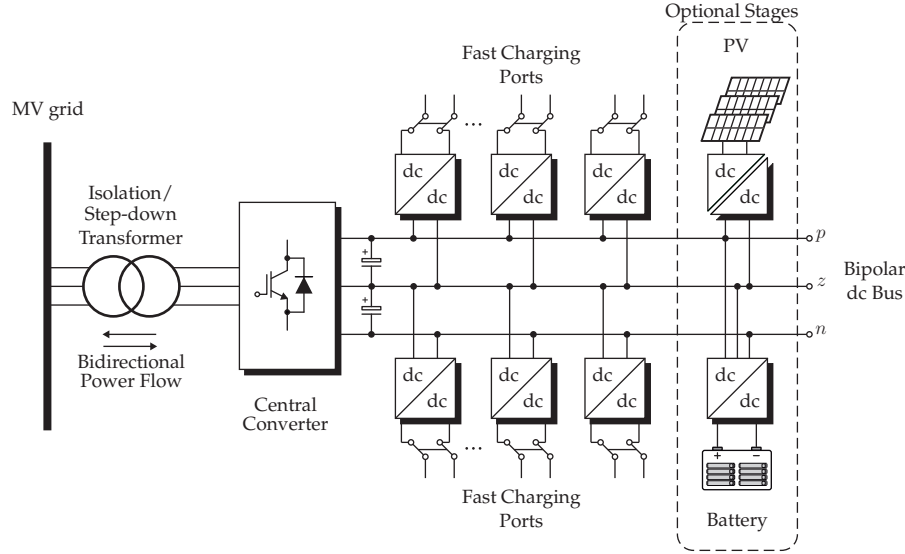 Optional Stages
PV
Fast Charging
Ports
MV grid
...
...
dc
dc
dc
dc
dc
dc
dc
dc
Isolation/
Step-down
Transformer
+
p
z
Bipolar
dc Bus
+
n
Bidirectional
Power Flow
Central
Converter
dc
dc
dc
dc
dc
dc
dc
dc
...
...
+ −
Fast Charging
Ports
Battery